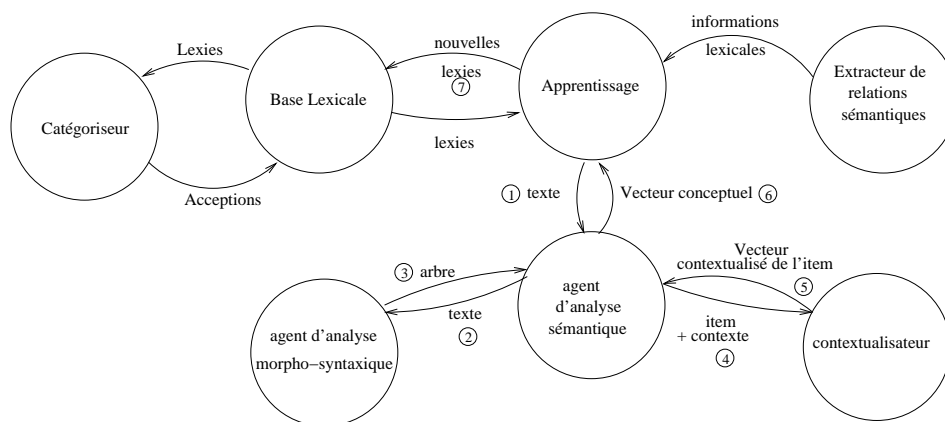 Lexies
Catégoriseur
Acceptions
Base Lexicale
nouvelles
lexies
7
lexies
Apprentissage
informations
lexicales
Extracteur de
relations
sémantiques
1 texte
Vecteur conceptuel 6
3 arbre
texte
2
agent d'analyse
morpho-syntaxique
agent
d'analyse
sémantique
Vecteur
contextualisé de l'item
5
item
+ contexte
4
contextualisateur